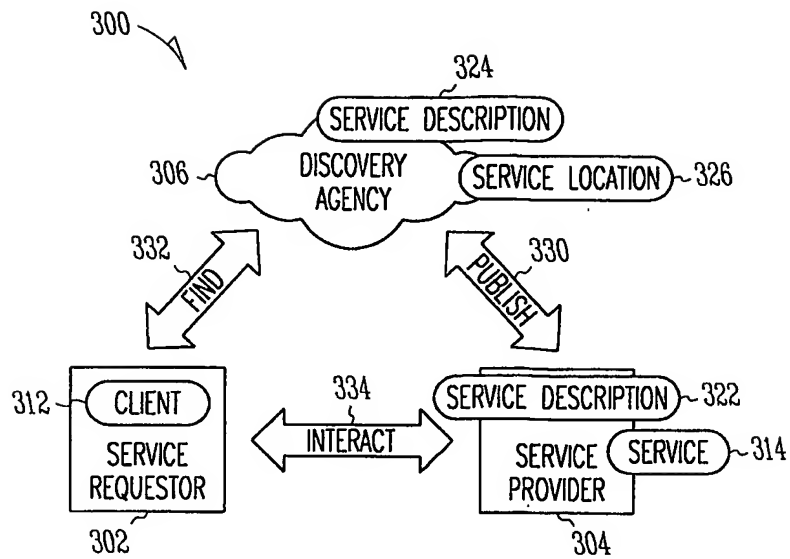 300
324
SERVICE DESCRIPTION
306
DISCOVERY
AGENCY
SERVICE LOCATION
326
332
FIND
330
PUBLISH
312
CLIENT
SERVICE
REQUESTOR
302
334
INTERACT
SERVICE DESCRIPTION
322
SERVICE
PROVIDER
SERVICE
314
304